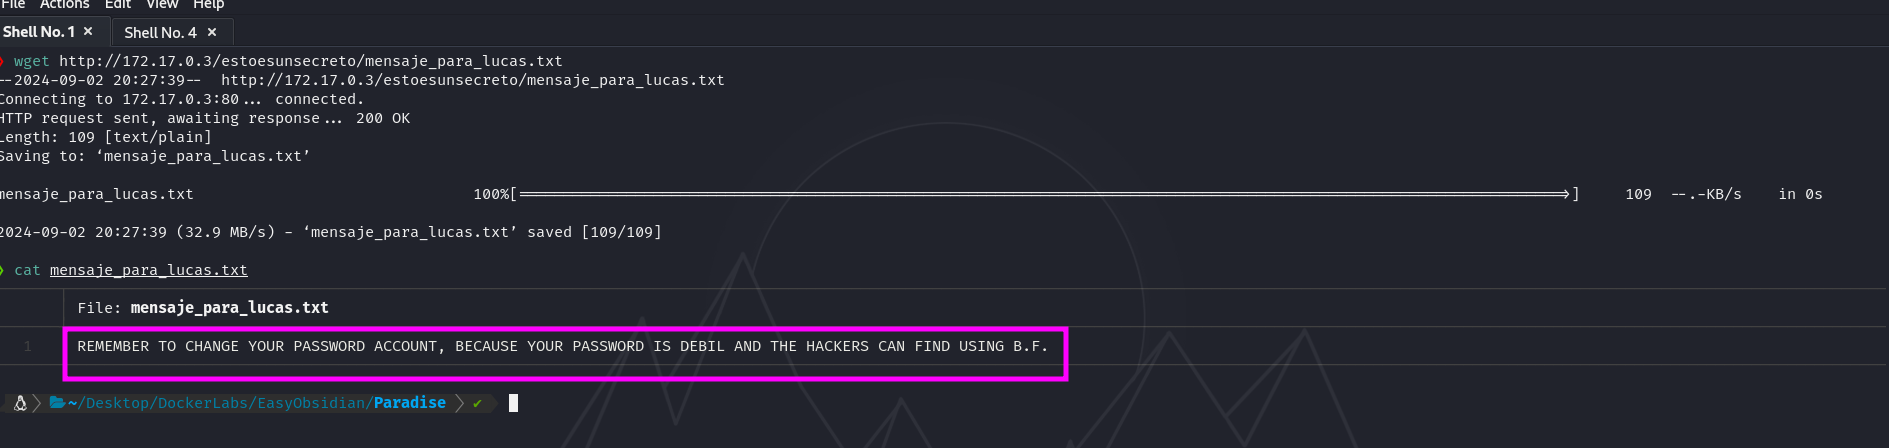 File Actions Edit View Help
Shell No. 1 × Shell No. 4 ×
wget http://172.17.0.3/estoesunsecreto/mensaje_para_lucas.txt
--2024-09-02 20:27:39-- http://172.17.0.3/estoesunsecreto/mensaje_para_lucas.txt
Connecting to 172.17.0.3:80... connected.
HTTP request sent, awaiting response... 200 OK
Length: 109 [text/plain]
Saving to: ‘mensaje_para_lucas.txt’
mensaje_para_lucas.txt 100%[===================>] 109 --.-KB/s in 0s
2024-09-02 20:27:39 (32.9 MB/s) - ‘mensaje_para_lucas.txt’ saved [109/109]
cat mensaje_para_lucas.txt
File: mensaje_para_lucas.txt
1 REMEMBER TO CHANGE YOUR PASSWORD ACCOUNT, BECAUSE YOUR PASSWORD IS DEBIL AND THE HACKERS CAN FIND USING B.F.
~/Desktop/DockerLabs/EasyObsidian/Paradise ✔